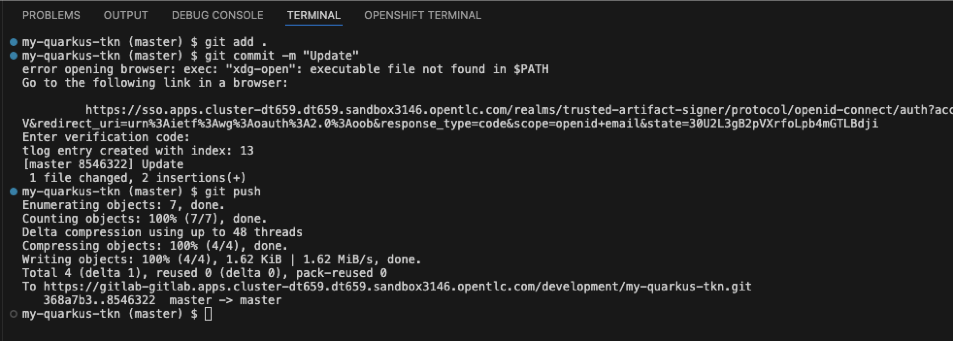 PROBLEMS OUTPUT DEBUG CONSOLE TERMINAL OPENSHIFT TERMINAL
my-quarkus-tkn (master) $ git add .
my-quarkus-tkn (master) $ git commit -m "Update"
error opening browser: exec: "xdg-open": executable file not found in $PATH
Go to the following link in a browser:
https://sso.apps.cluster-dt659.dt659.sandbox3146.opentlc.com/realms/trusted-artifact-signer/protocol/openid-connect/auth?acc
V&redirect_uri=urn%3Aietf%3Awg%3Aoauth%3A2.0%3Aoob&response_type=code&scope=openid+email&state=30U2L3gB2pVXrfoLpb4mGTLBdji
Enter verification code:
tlog entry created with index: 13
[master 8546322] Update
1 file changed, 2 insertions(+)
my-quarkus-tkn (master) $ git push
Enumerating objects: 7, done.
Counting objects: 100% (7/7), done.
Delta compression using up to 48 threads
Compressing objects: 100% (4/4), done.
Writing objects: 100% (4/4), 1.62 KiB | 1.62 MiB/s, done.
Total 4 (delta 1), reused 0 (delta 0), pack-reused 0
To https://gitlab-gitlab.apps.cluster-dt659.dt659.sandbox3146.opentlc.com/development/my-quarkus-tkn.git
368a7b3..8546322 master -> master
my-quarkus-tkn (master) $